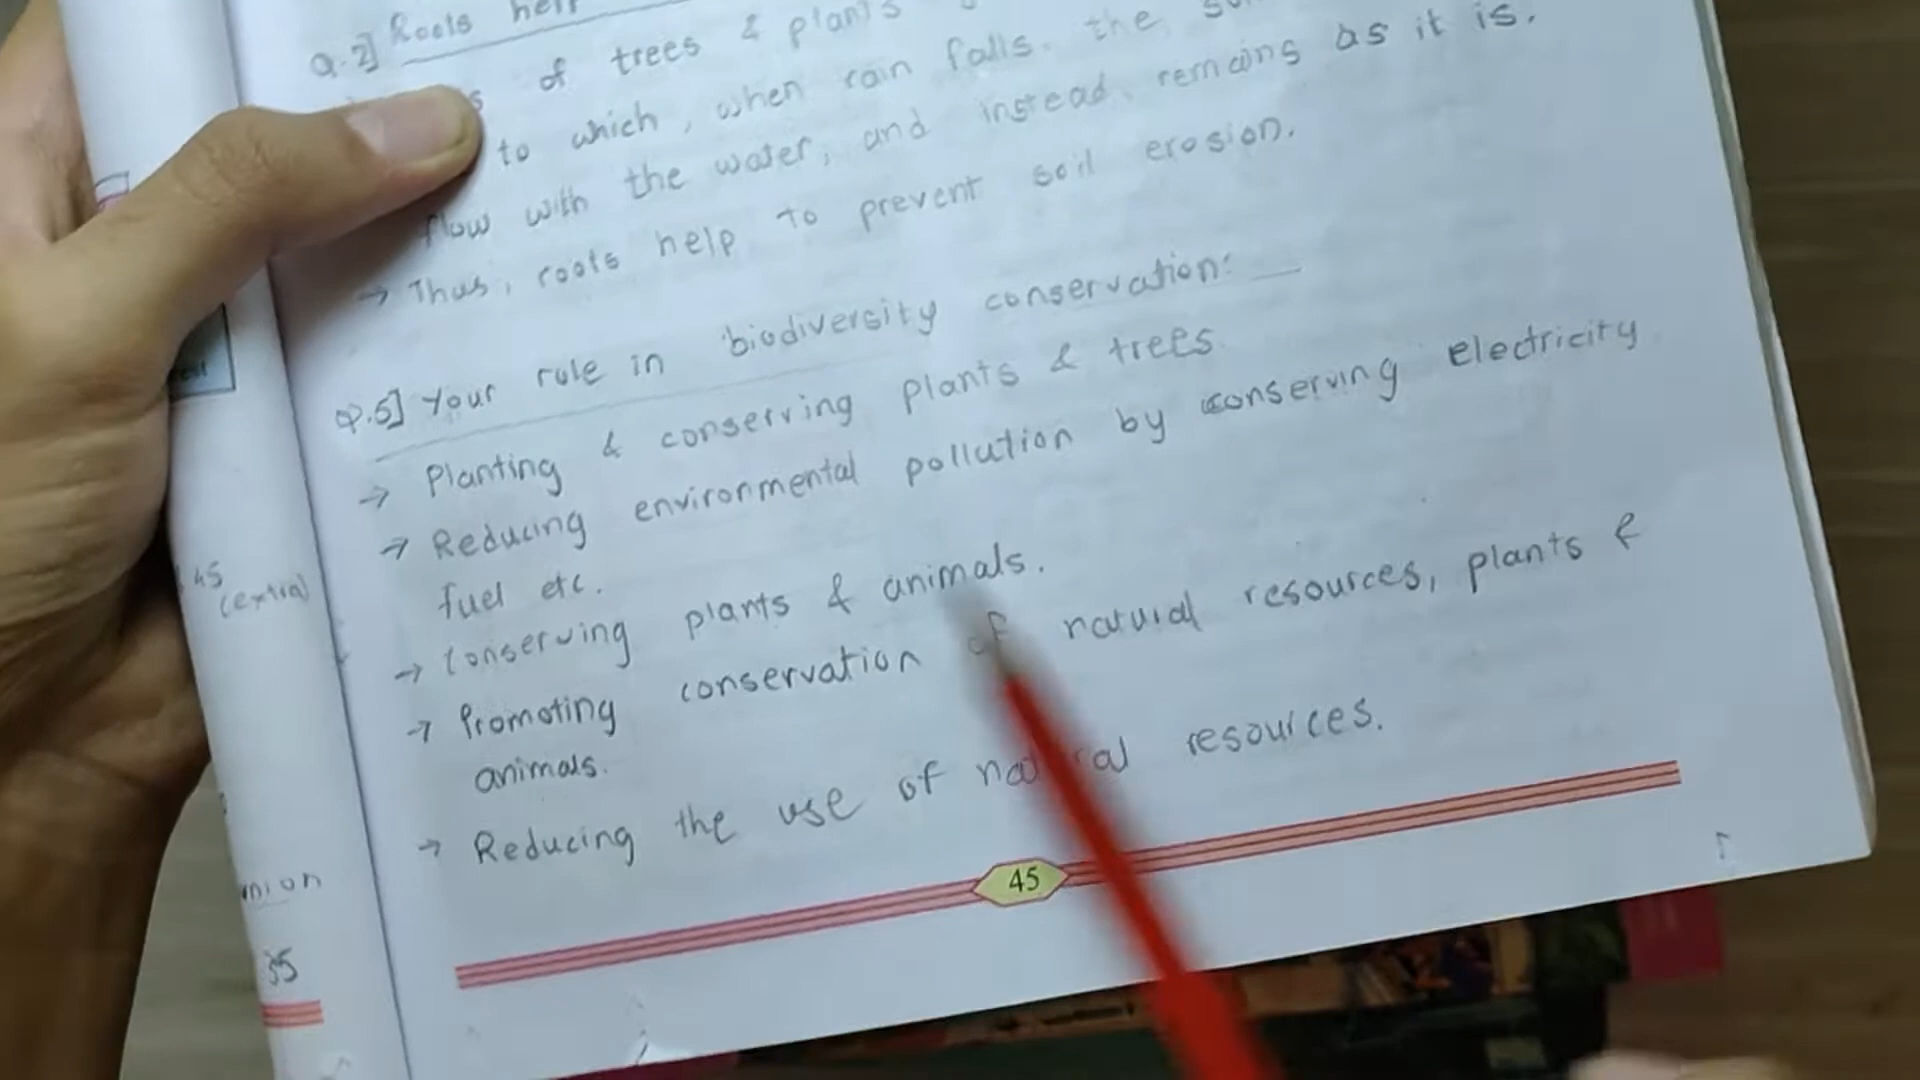 Q.2] Roots help
of trees & plants
to which, when rain falls, the
flow with the water, and instead remains as it is.
→ Thus, roots help to prevent soil erosion.
Q.5] Your role in biodiversity conservation:
→ Planting & conserving plants & trees.
→ Reducing environmental pollution by conserving electricity
fuel etc.
→ Conserving plants & animals.
→ Promoting conservation of natural resources, plants &
animals.
→ Reducing the use of natural resources.
45
45
(extra)
nion
35